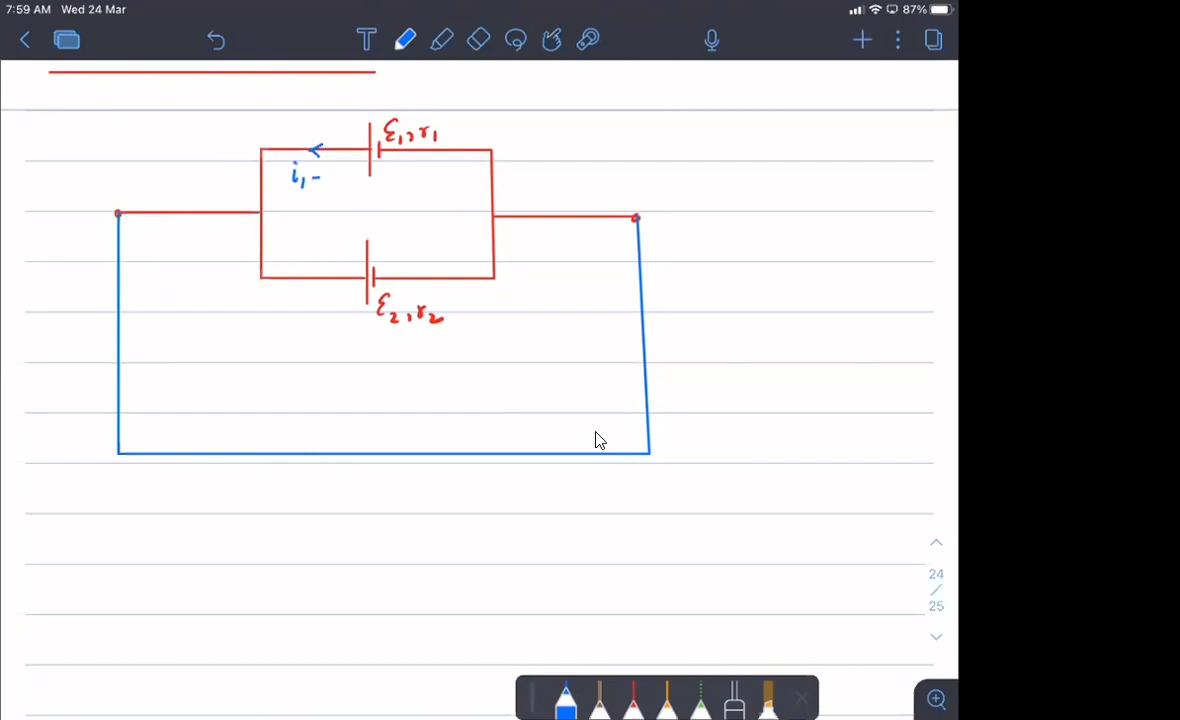 7:59 AM Wed 24 Mar
87%
T
ε₁, r₁
i₁ -
ε₂, r₂
24
/
25